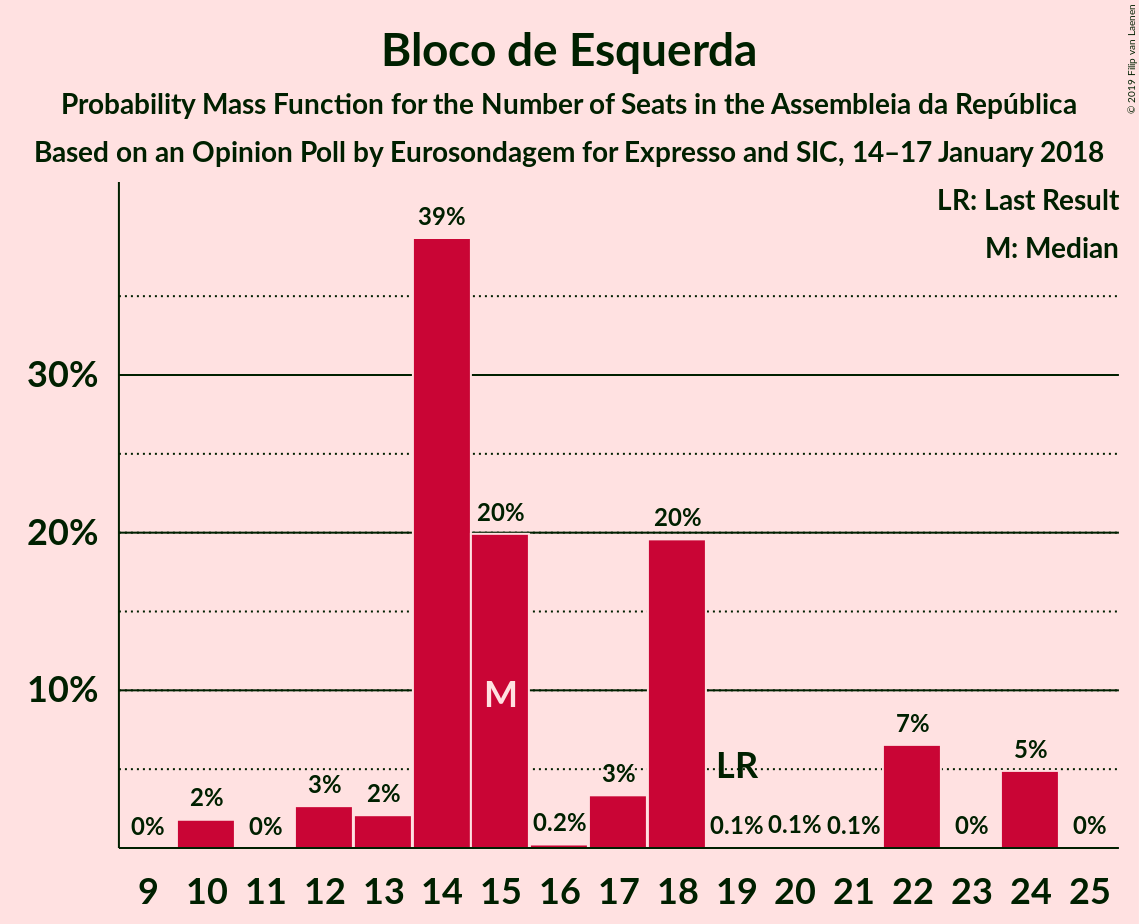 Bloco de Esquerda
Probability Mass Function for the Number of Seats in the Assembleia da República
Based on an Opinion Poll by Eurosondagem for Expresso and SIC, 14–17 January 2018
© 2019 Filip van Laenen
LR: Last Result
M: Median
39%
30%
20%
20%
20%
10%
M
7%
LR
5%
3%
3%
2%
2%
0%
0%
0.2%
0.1%
0.1%
0.1%
0%
0%
9 10 11 12 13 14 15 16 17 18 19 20 21 22 23 24 25